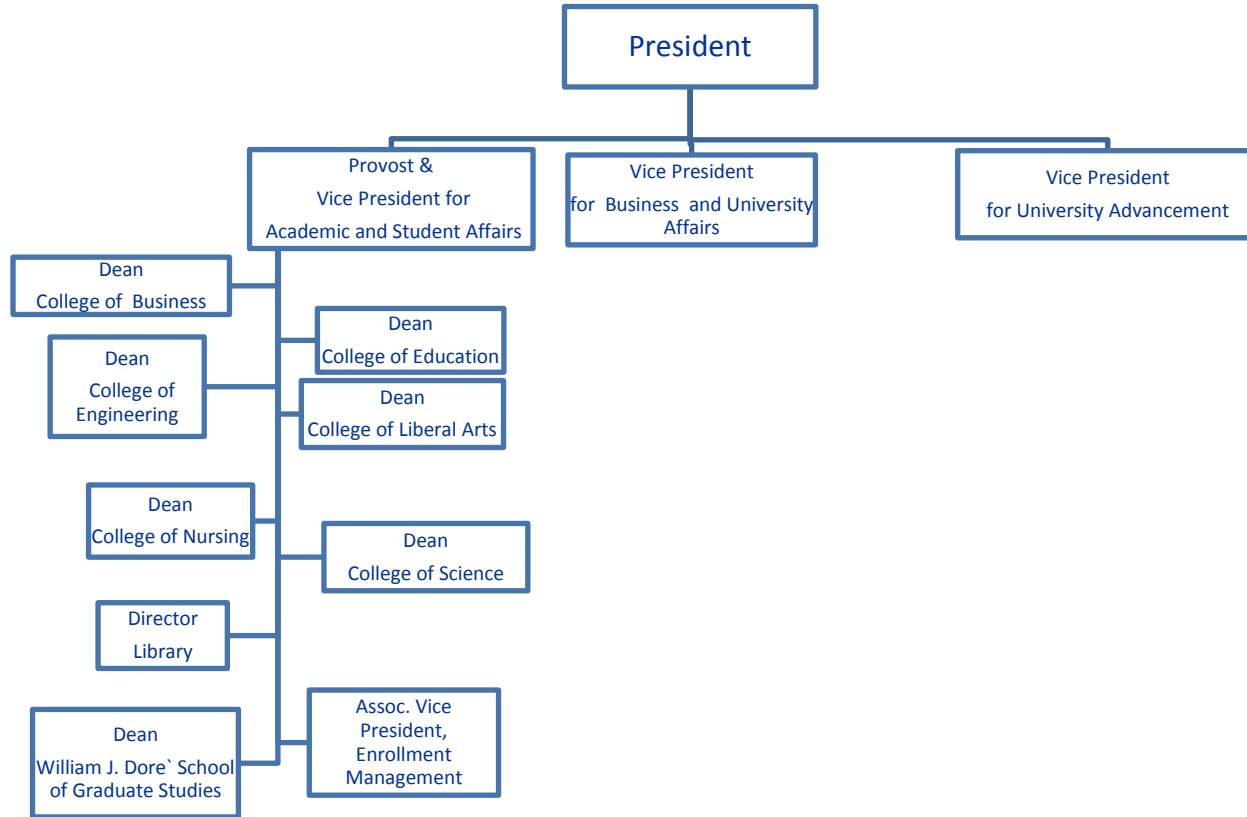 President
Provost &
Vice President for
Academic and Student Affairs
Vice President
for Business and University
Affairs
Vice President
for University Advancement
Dean
College of Business
Dean
College of Education
Dean
College of
Engineering
Dean
College of Liberal Arts
Dean
College of Nursing
Dean
College of Science
Director
Library
Assoc. Vice
President,
Enrollment
Management
Dean
William J. Dore` School
of Graduate Studies